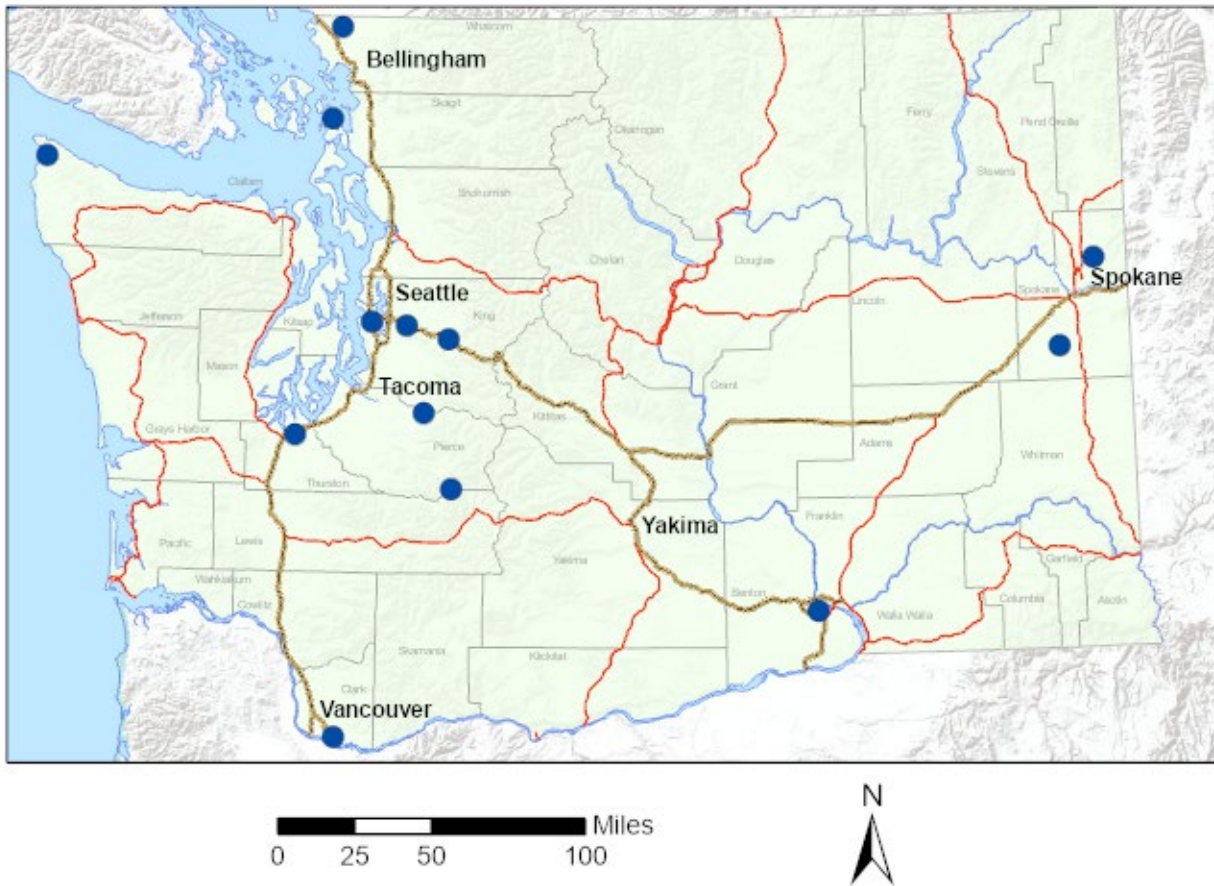 Whatcom
Bellingham
Skagit
Okanogan
Ferry
Pend Oreille
Stevens
Clallam
Snohomish
Chelan
Douglas
Spokane
Seattle
Spokane
Lincoln
King
Jefferson
Kitsap
Mason
Grant
Tacoma
Kittitas
Grays Harbor
Pierce
Adams
Whitman
Thurston
Yakima
Franklin
Pacific
Lewis
Yakima
Garfield
Wahkiakum
Benton
Columbia
Asotin
Cowlitz
Walla Walla
Skamania
Klickitat
Clark
Vancouver
N
Miles
0 25 50 100